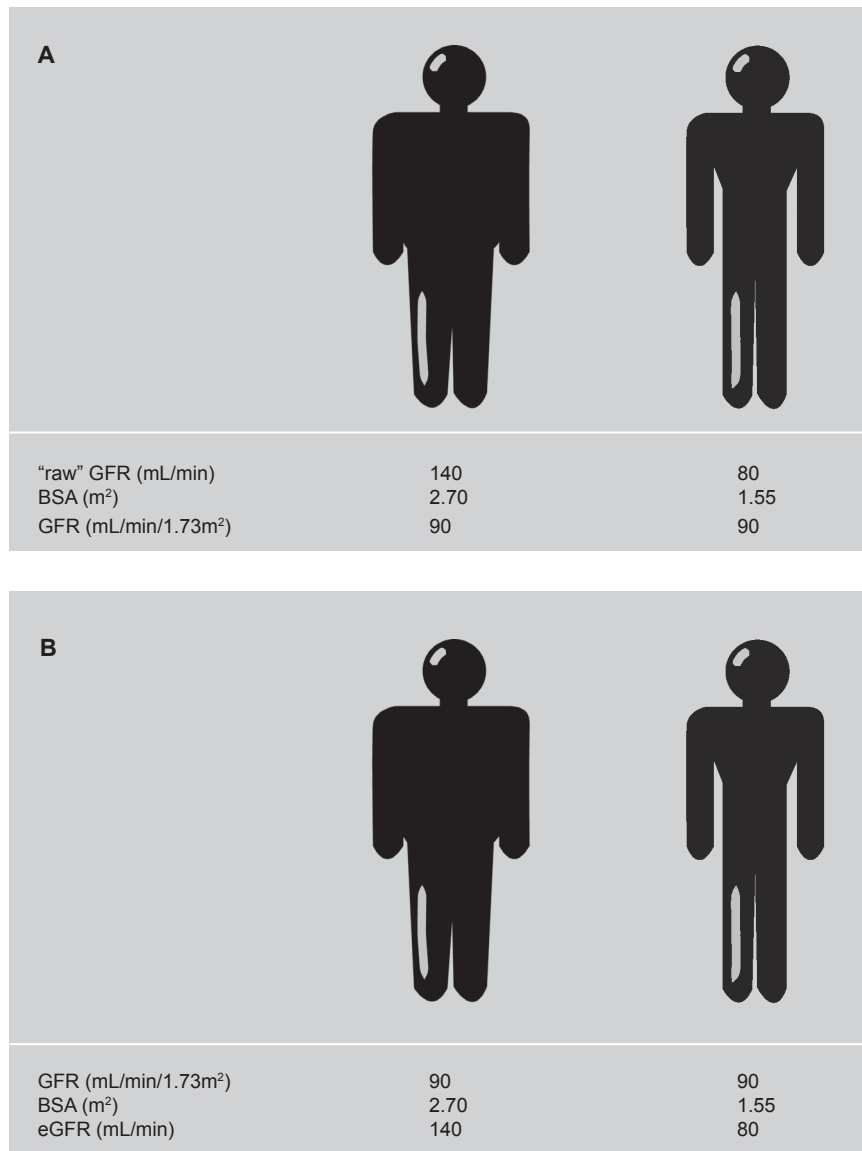 A
“raw” GFR (mL/min) 140 80
BSA (m²) 2.70 1.55
GFR (mL/min/1.73m²) 90 90
B
GFR (mL/min/1.73m²) 90 90
BSA (m²) 2.70 1.55
eGFR (mL/min) 140 80